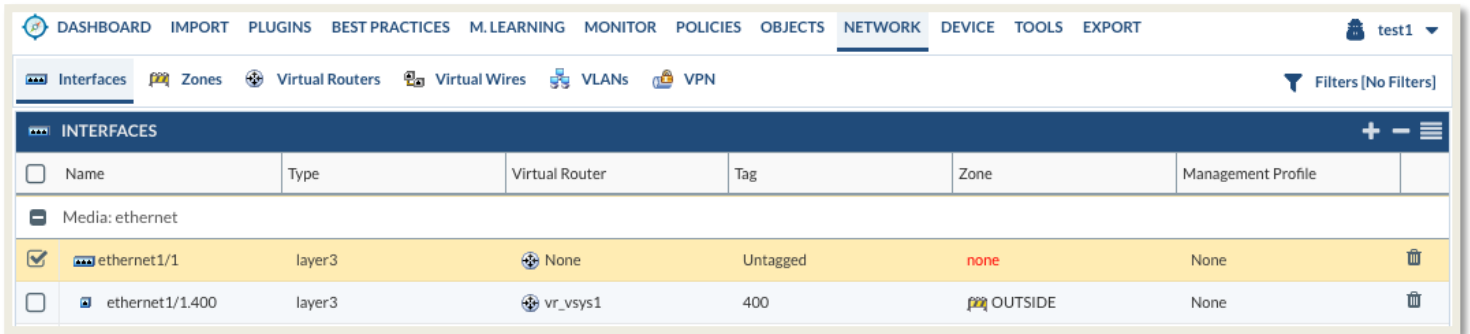 DASHBOARD IMPORT PLUGINS BEST PRACTICES M. LEARNING MONITOR POLICIES OBJECTS NETWORK DEVICE TOOLS EXPORT test1
Interfaces Zones Virtual Routers Virtual Wires VLANs VPN Filters [No Filters]
INTERFACES
Name Type Virtual Router Tag Zone Management Profile
Media: ethernet
ethernet1/1 layer3 None Untagged none None
ethernet1/1.400 layer3 vr_vsys1 400 OUTSIDE None